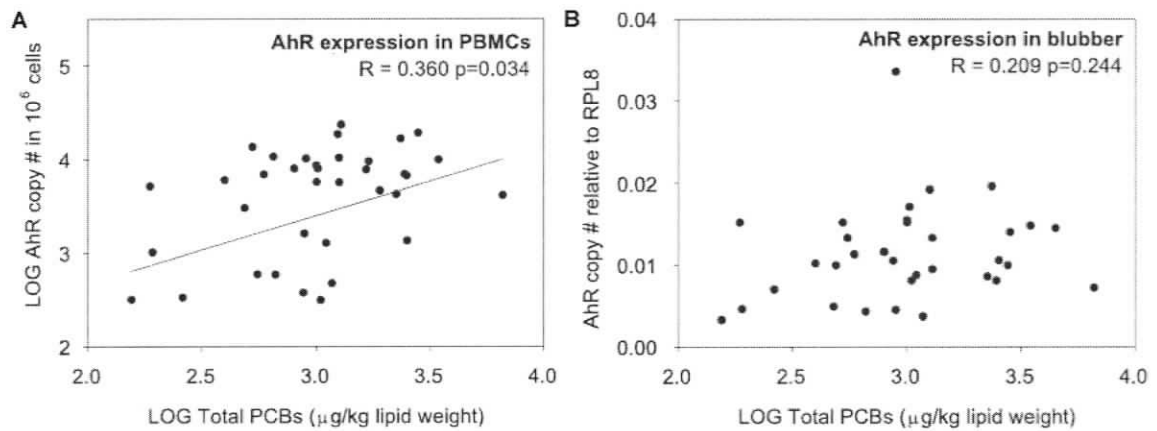 A
AhR expression in PBMCs
R = 0.360 p=0.034
LOG AhR copy # in 10⁶ cells
5
4
3
2
2.0 2.5 3.0 3.5 4.0
LOG Total PCBs (µg/kg lipid weight)
B
AhR expression in blubber
R = 0.209 p=0.244
AhR copy # relative to RPL8
0.04
0.03
0.02
0.01
0.00
2.0 2.5 3.0 3.5 4.0
LOG Total PCBs (µg/kg lipid weight)